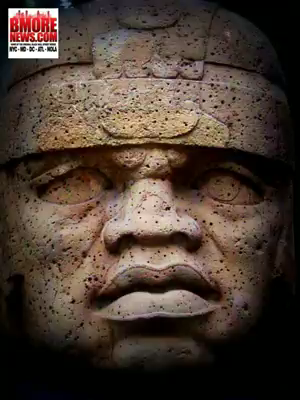 BMORE
NEWS.COM
NYC - MD - DC - ATL - NOLA